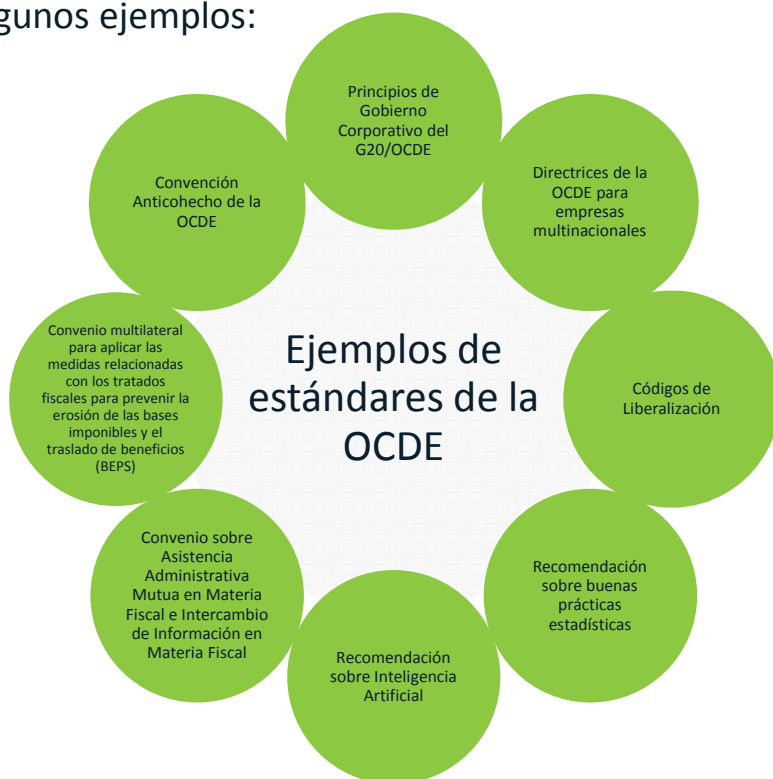 gunos ejemplos:
Principios de
Gobierno
Corporativo del
G20/OCDE
Directrices de la
OCDE para
empresas
multinacionales
Códigos de
Liberalización
Recomendación
sobre buenas
prácticas
estadísticas
Recomendación
sobre Inteligencia
Artificial
Convenio sobre
Asistencia
Administrativa
Mutua en Materia
Fiscal e Intercambio
de Información en
Materia Fiscal
Convenio multilateral
para aplicar las
medidas relacionadas
con los tratados
fiscales para prevenir la
erosión de las bases
imponibles y el
traslado de beneficios
(BEPS)
Convención
Anticohecho de la
OCDE
Ejemplos de
estándares de la
OCDE